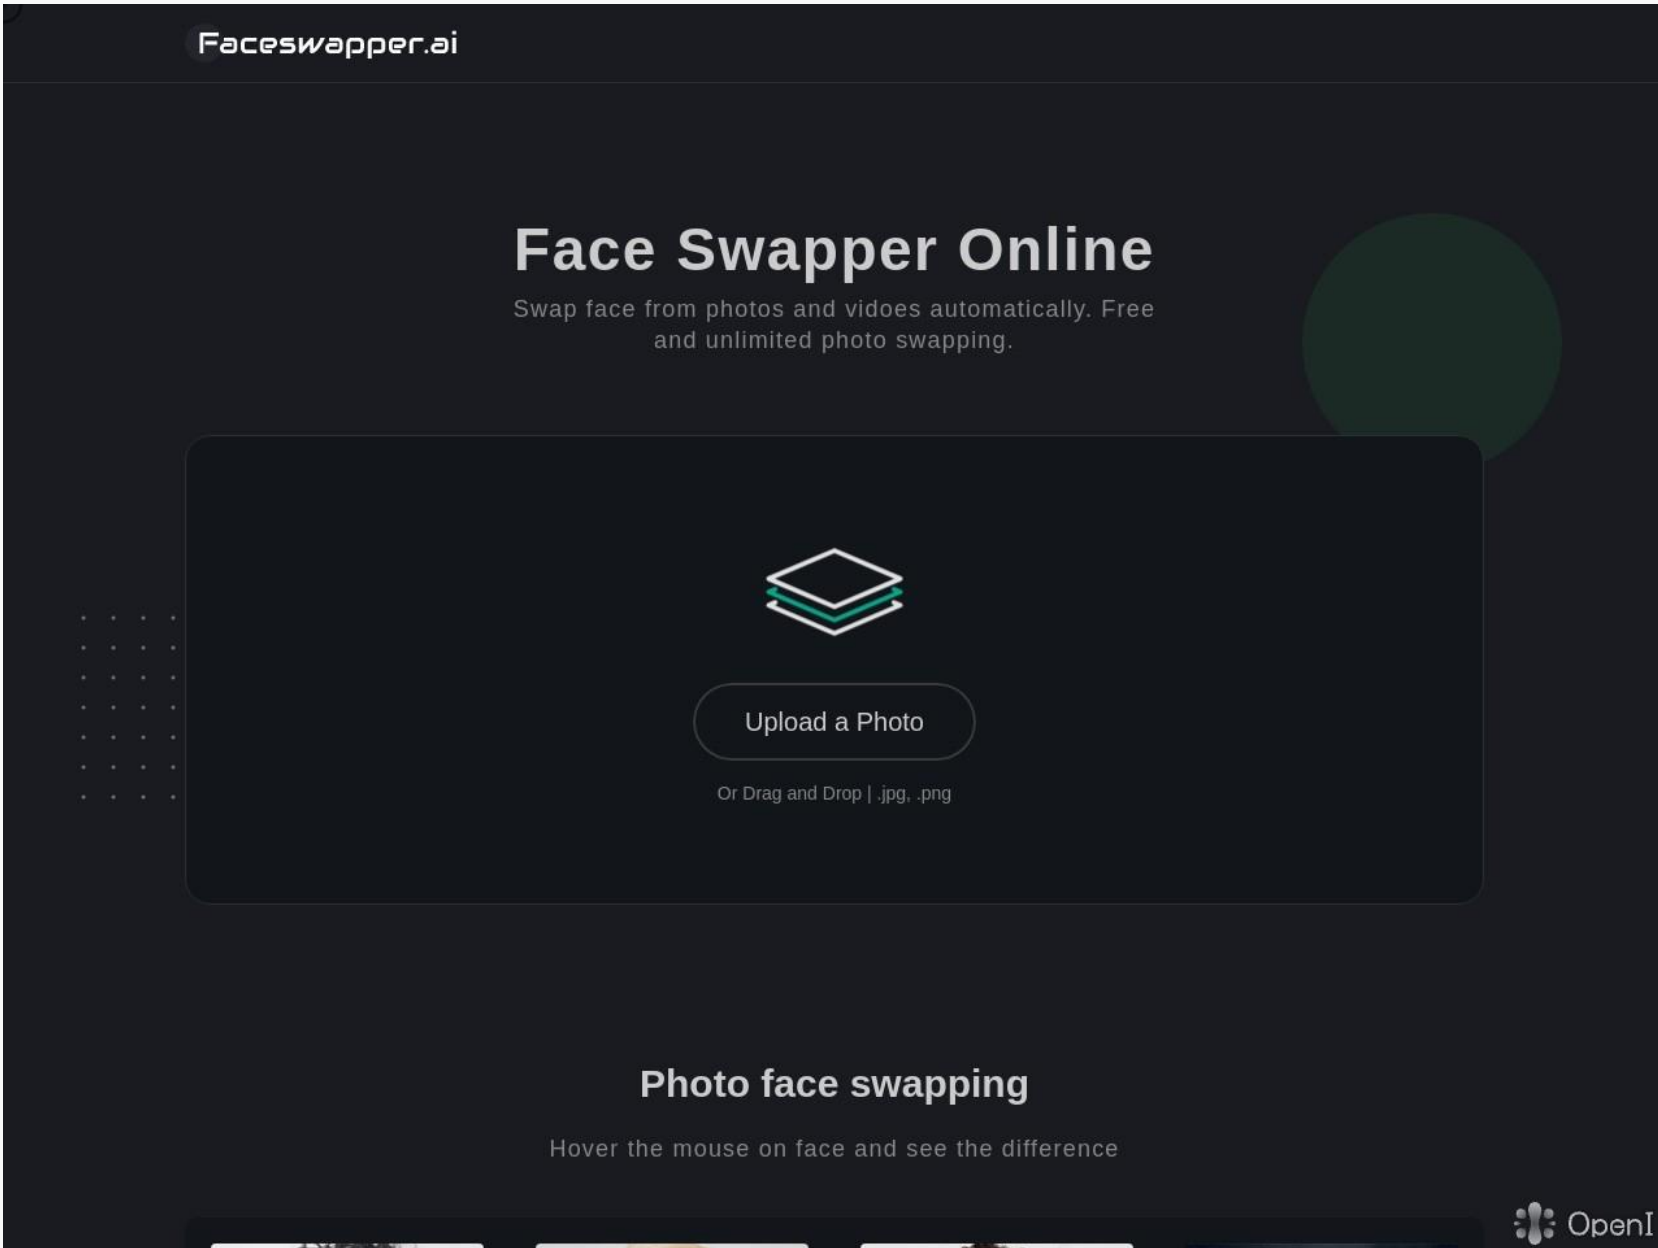 Faceswapper.ai
Face Swapper Online
Swap face from photos and vidoes automatically. Free
and unlimited photo swapping.
Upload a Photo
Or Drag and Drop | .jpg, .png
Photo face swapping
Hover the mouse on face and see the difference
OpenI